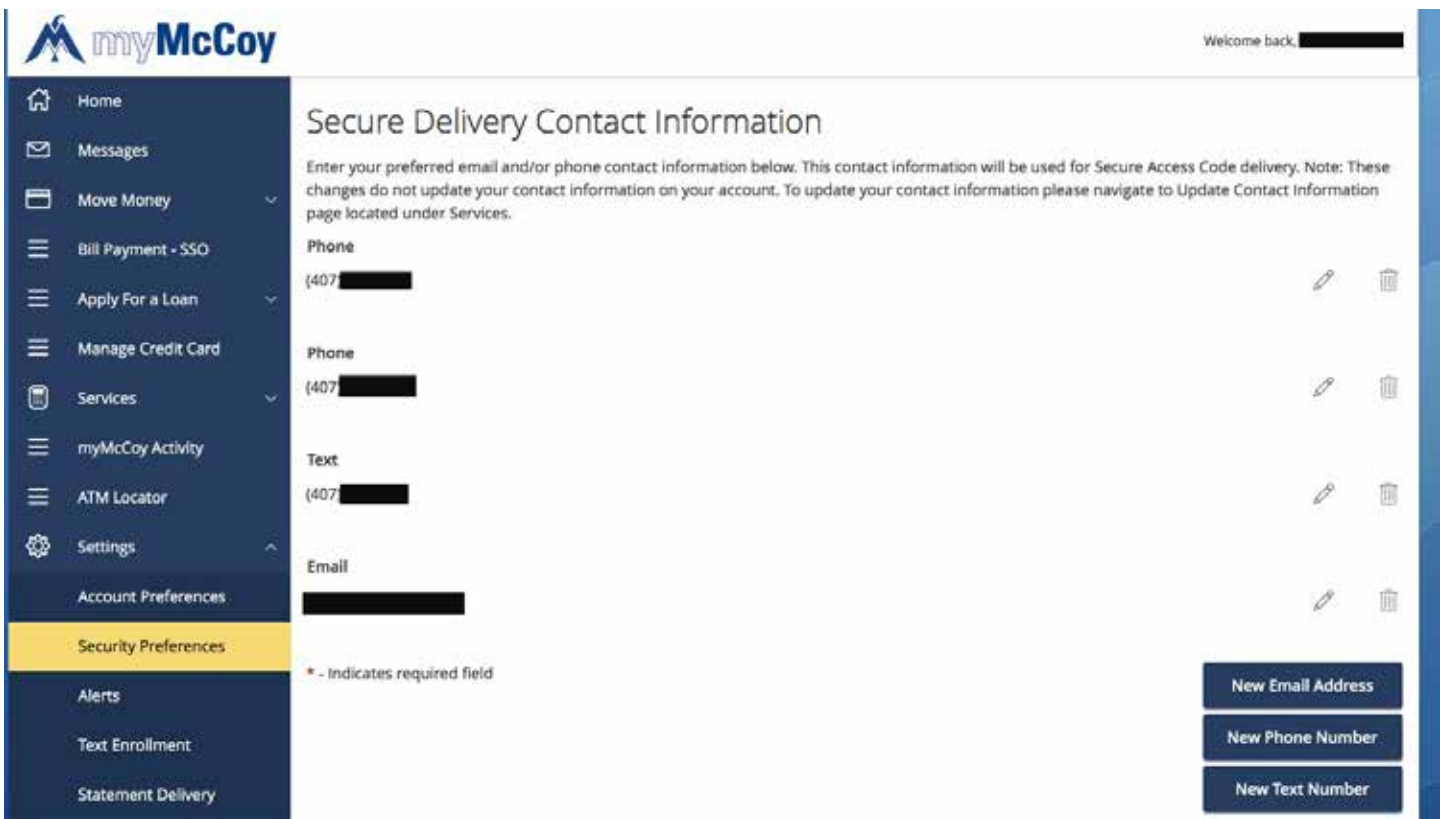 myMcCoy
Welcome back,
Home
Messages
Move Money
Bill Payment - SSO
Apply For a Loan
Manage Credit Card
Services
myMcCoy Activity
ATM Locator
Settings
Account Preferences
Security Preferences
Alerts
Text Enrollment
Statement Delivery
Secure Delivery Contact Information
Enter your preferred email and/or phone contact information below. This contact information will be used for Secure Access Code delivery. Note: These
changes do not update your contact information on your account. To update your contact information please navigate to Update Contact Information
page located under Services.
Phone
(407)
Phone
(407
Text
(407)
Email
* - Indicates required field
New Email Address
New Phone Number
New Text Number